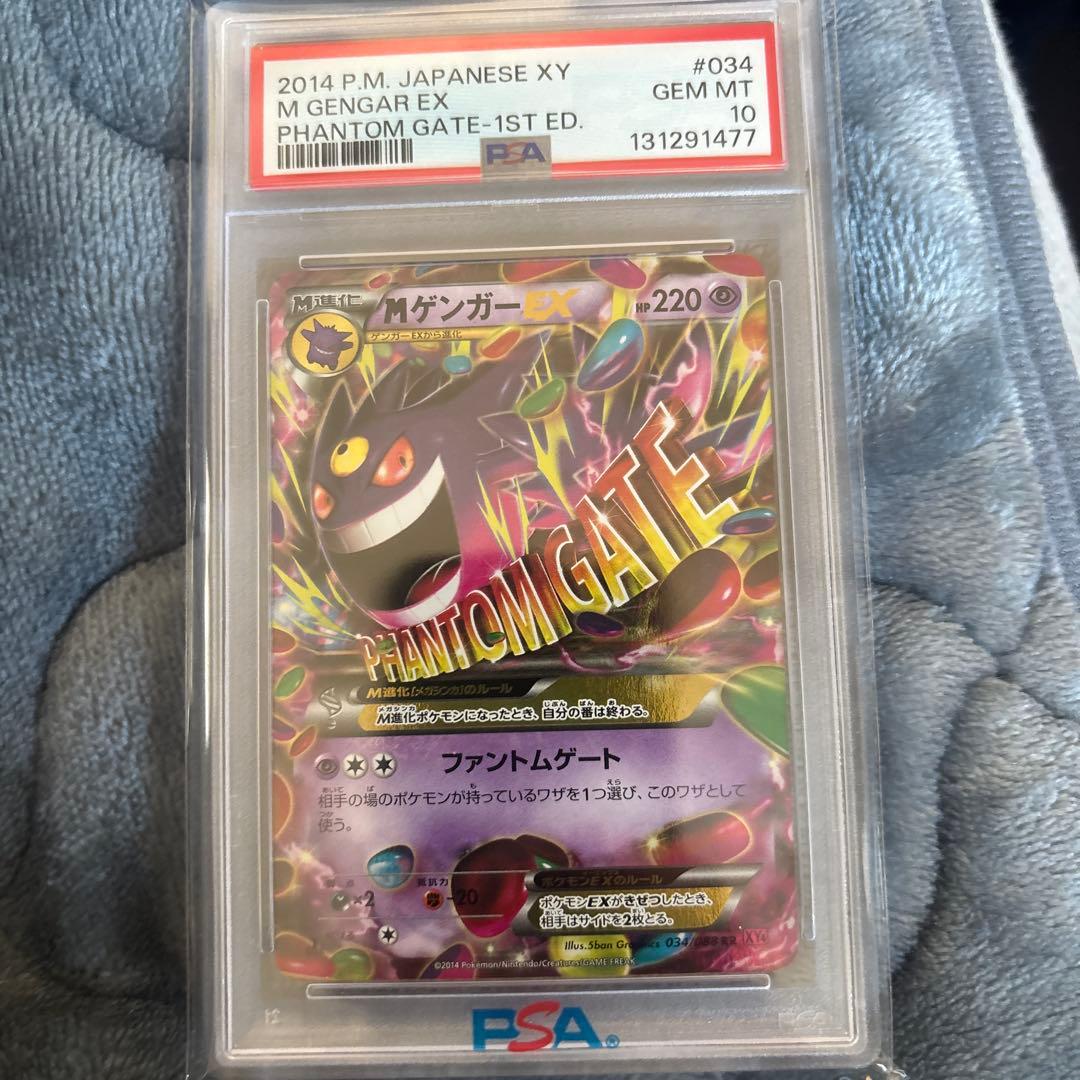 2014 P.M. JAPANESE XY #034
M GENGAR EX GEM MT
PHANTOM GATE-1ST ED. 10
131291477
PSA
M進化 MゲンガーEX HP220
ゲンガーEXから進化
PHANTOM GATE
M進化[メガシンカ]のルール
M進化ポケモンになったとき、自分の番は終わる。
ファントムゲート
相手の場のポケモンが持っているワザを1つ選び、このワザとして
使う。
抵抗力
×2 -20
ポケモンEXのルール
ポケモンEXがきぜつしたとき、
相手はサイドを2枚とる。
Illus.5ban Graphics 034/088 RR XY4
©2014 Pokémon/Nintendo/Creatures/GAME FREAK
PSA®